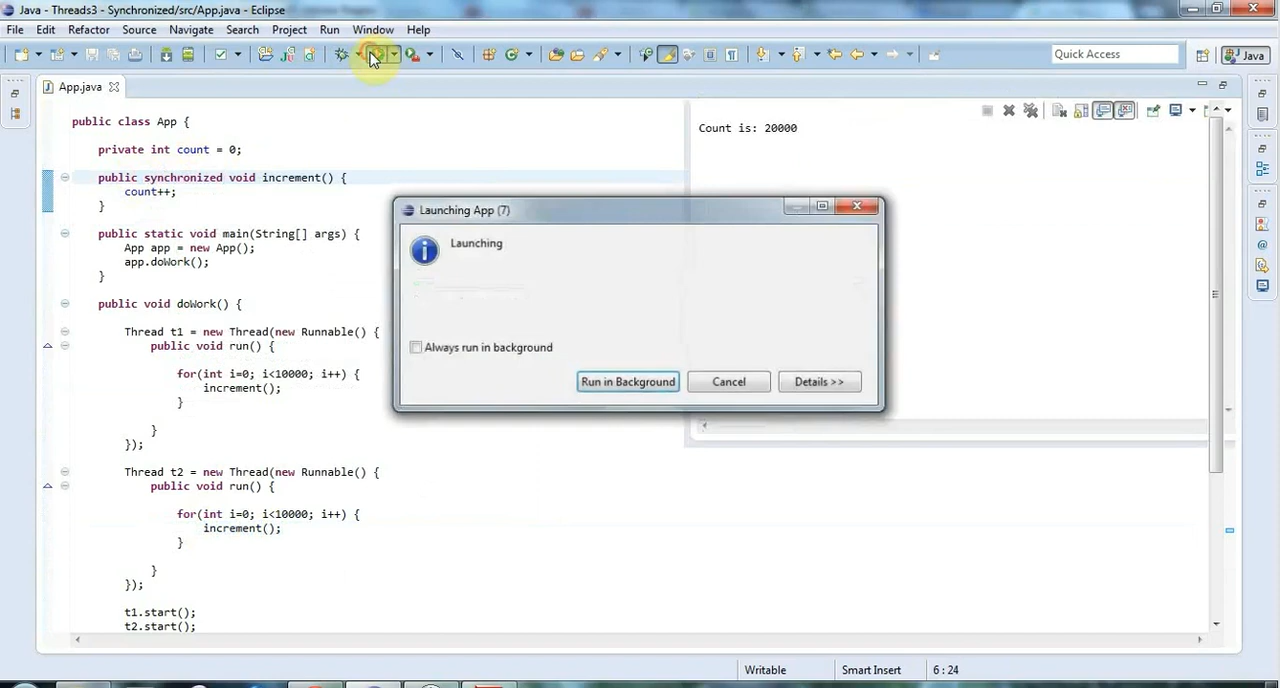 Java - Threads3 - Synchronized/src/App.java - Eclipse
File Edit Refactor Source Navigate Search Project Run Window Help
Quick Access
Java
App.java
public class App {
private int count = 0;
public synchronized void increment() {
count++;
}
public static void main(String[] args) {
App app = new App();
app.doWork();
}
public void doWork() {
Thread t1 = new Thread(new Runnable() {
public void run() {
for(int i=0; i<10000; i++) {
increment();
}
}
});
Thread t2 = new Thread(new Runnable() {
public void run() {
for(int i=0; i<10000; i++) {
increment();
}
}
});
t1.start();
t2.start();
Count is: 20000
Launching App (7)
Launching
Always run in background
Run in Background
Cancel
Details >>
Writable
Smart Insert
6 : 24